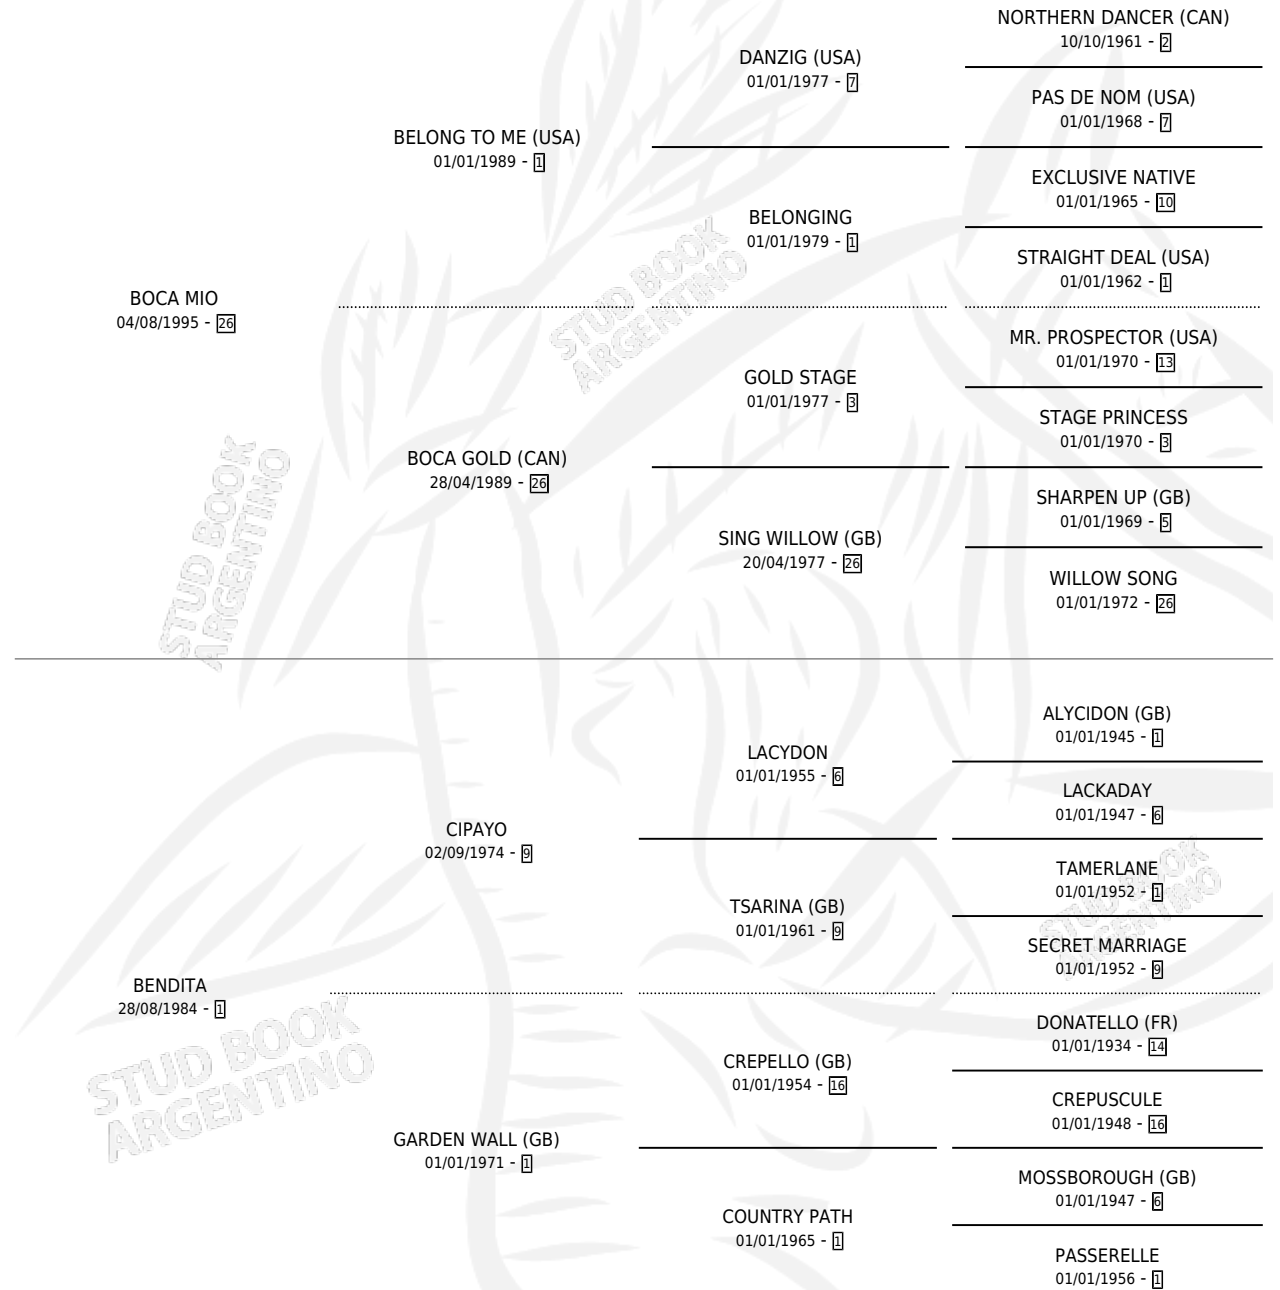 NORTHERN DANCER (CAN)
10/10/1961 - 2
DANZIG (USA)
01/01/1977 - 7
PAS DE NOM (USA)
01/01/1968 - 7
BELONG TO ME (USA)
01/01/1989 - 1
EXCLUSIVE NATIVE
01/01/1965 - 10
BELONGING
01/01/1979 - 1
STRAIGHT DEAL (USA)
01/01/1962 - 1
BOCA MIO
04/08/1995 - 26
STUD BOOK
ARGENTINO
MR. PROSPECTOR (USA)
01/01/1970 - 13
GOLD STAGE
01/01/1977 - 3
STAGE PRINCESS
01/01/1970 - 3
BOCA GOLD (CAN)
28/04/1989 - 26
SHARPEN UP (GB)
01/01/1969 - 5
SING WILLOW (GB)
20/04/1977 - 26
WILLOW SONG
01/01/1972 - 26
STUD BOOK
ARGENTINO
ALYCIDON (GB)
01/01/1945 - 1
LACYDON
01/01/1955 - 6
LACKADAY
01/01/1947 - 6
CIPAYO
02/09/1974 - 9
TAMERLANE
01/01/1952 - 1
TSARINA (GB)
01/01/1961 - 9
SECRET MARRIAGE
01/01/1952 - 9
STUD BOOK
ARGENTINO
BENDITA
28/08/1984 - 1
DONATELLO (FR)
01/01/1934 - 14
CREPELLO (GB)
01/01/1954 - 16
CREPUSCULE
01/01/1948 - 16
STUD BOOK
ARGENTINO
GARDEN WALL (GB)
01/01/1971 - 1
MOSSBOROUGH (GB)
01/01/1947 - 6
COUNTRY PATH
01/01/1965 - 1
PASSERELLE
01/01/1956 - 1